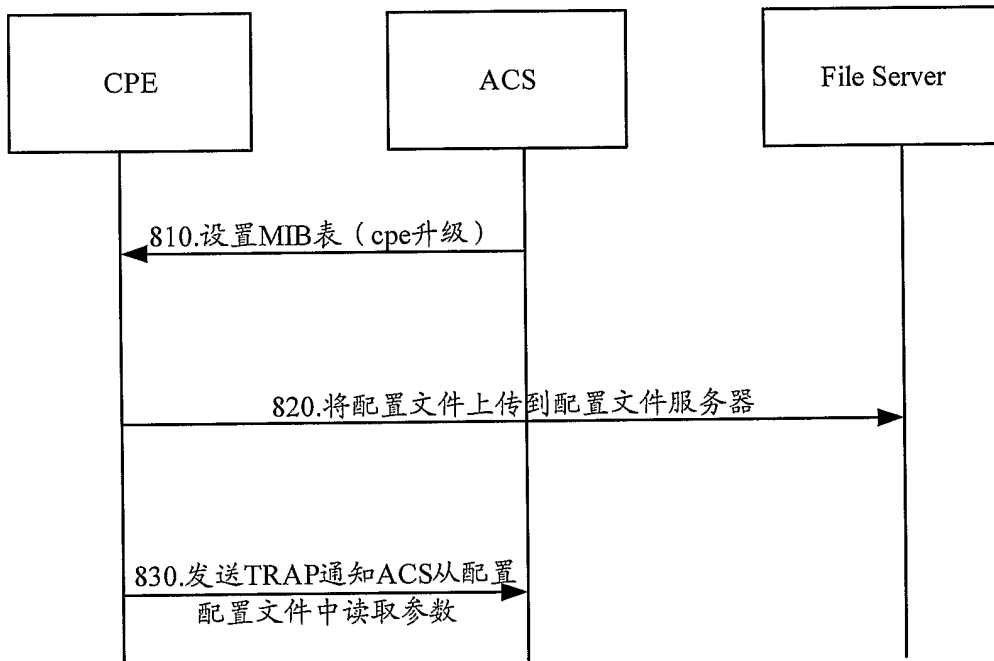 CPE
ACS
File Server
810.设置MIB表（cpe升级）
820.将配置文件上传到配置文件服务器
830.发送TRAP通知ACS从配置
配置文件中读取参数